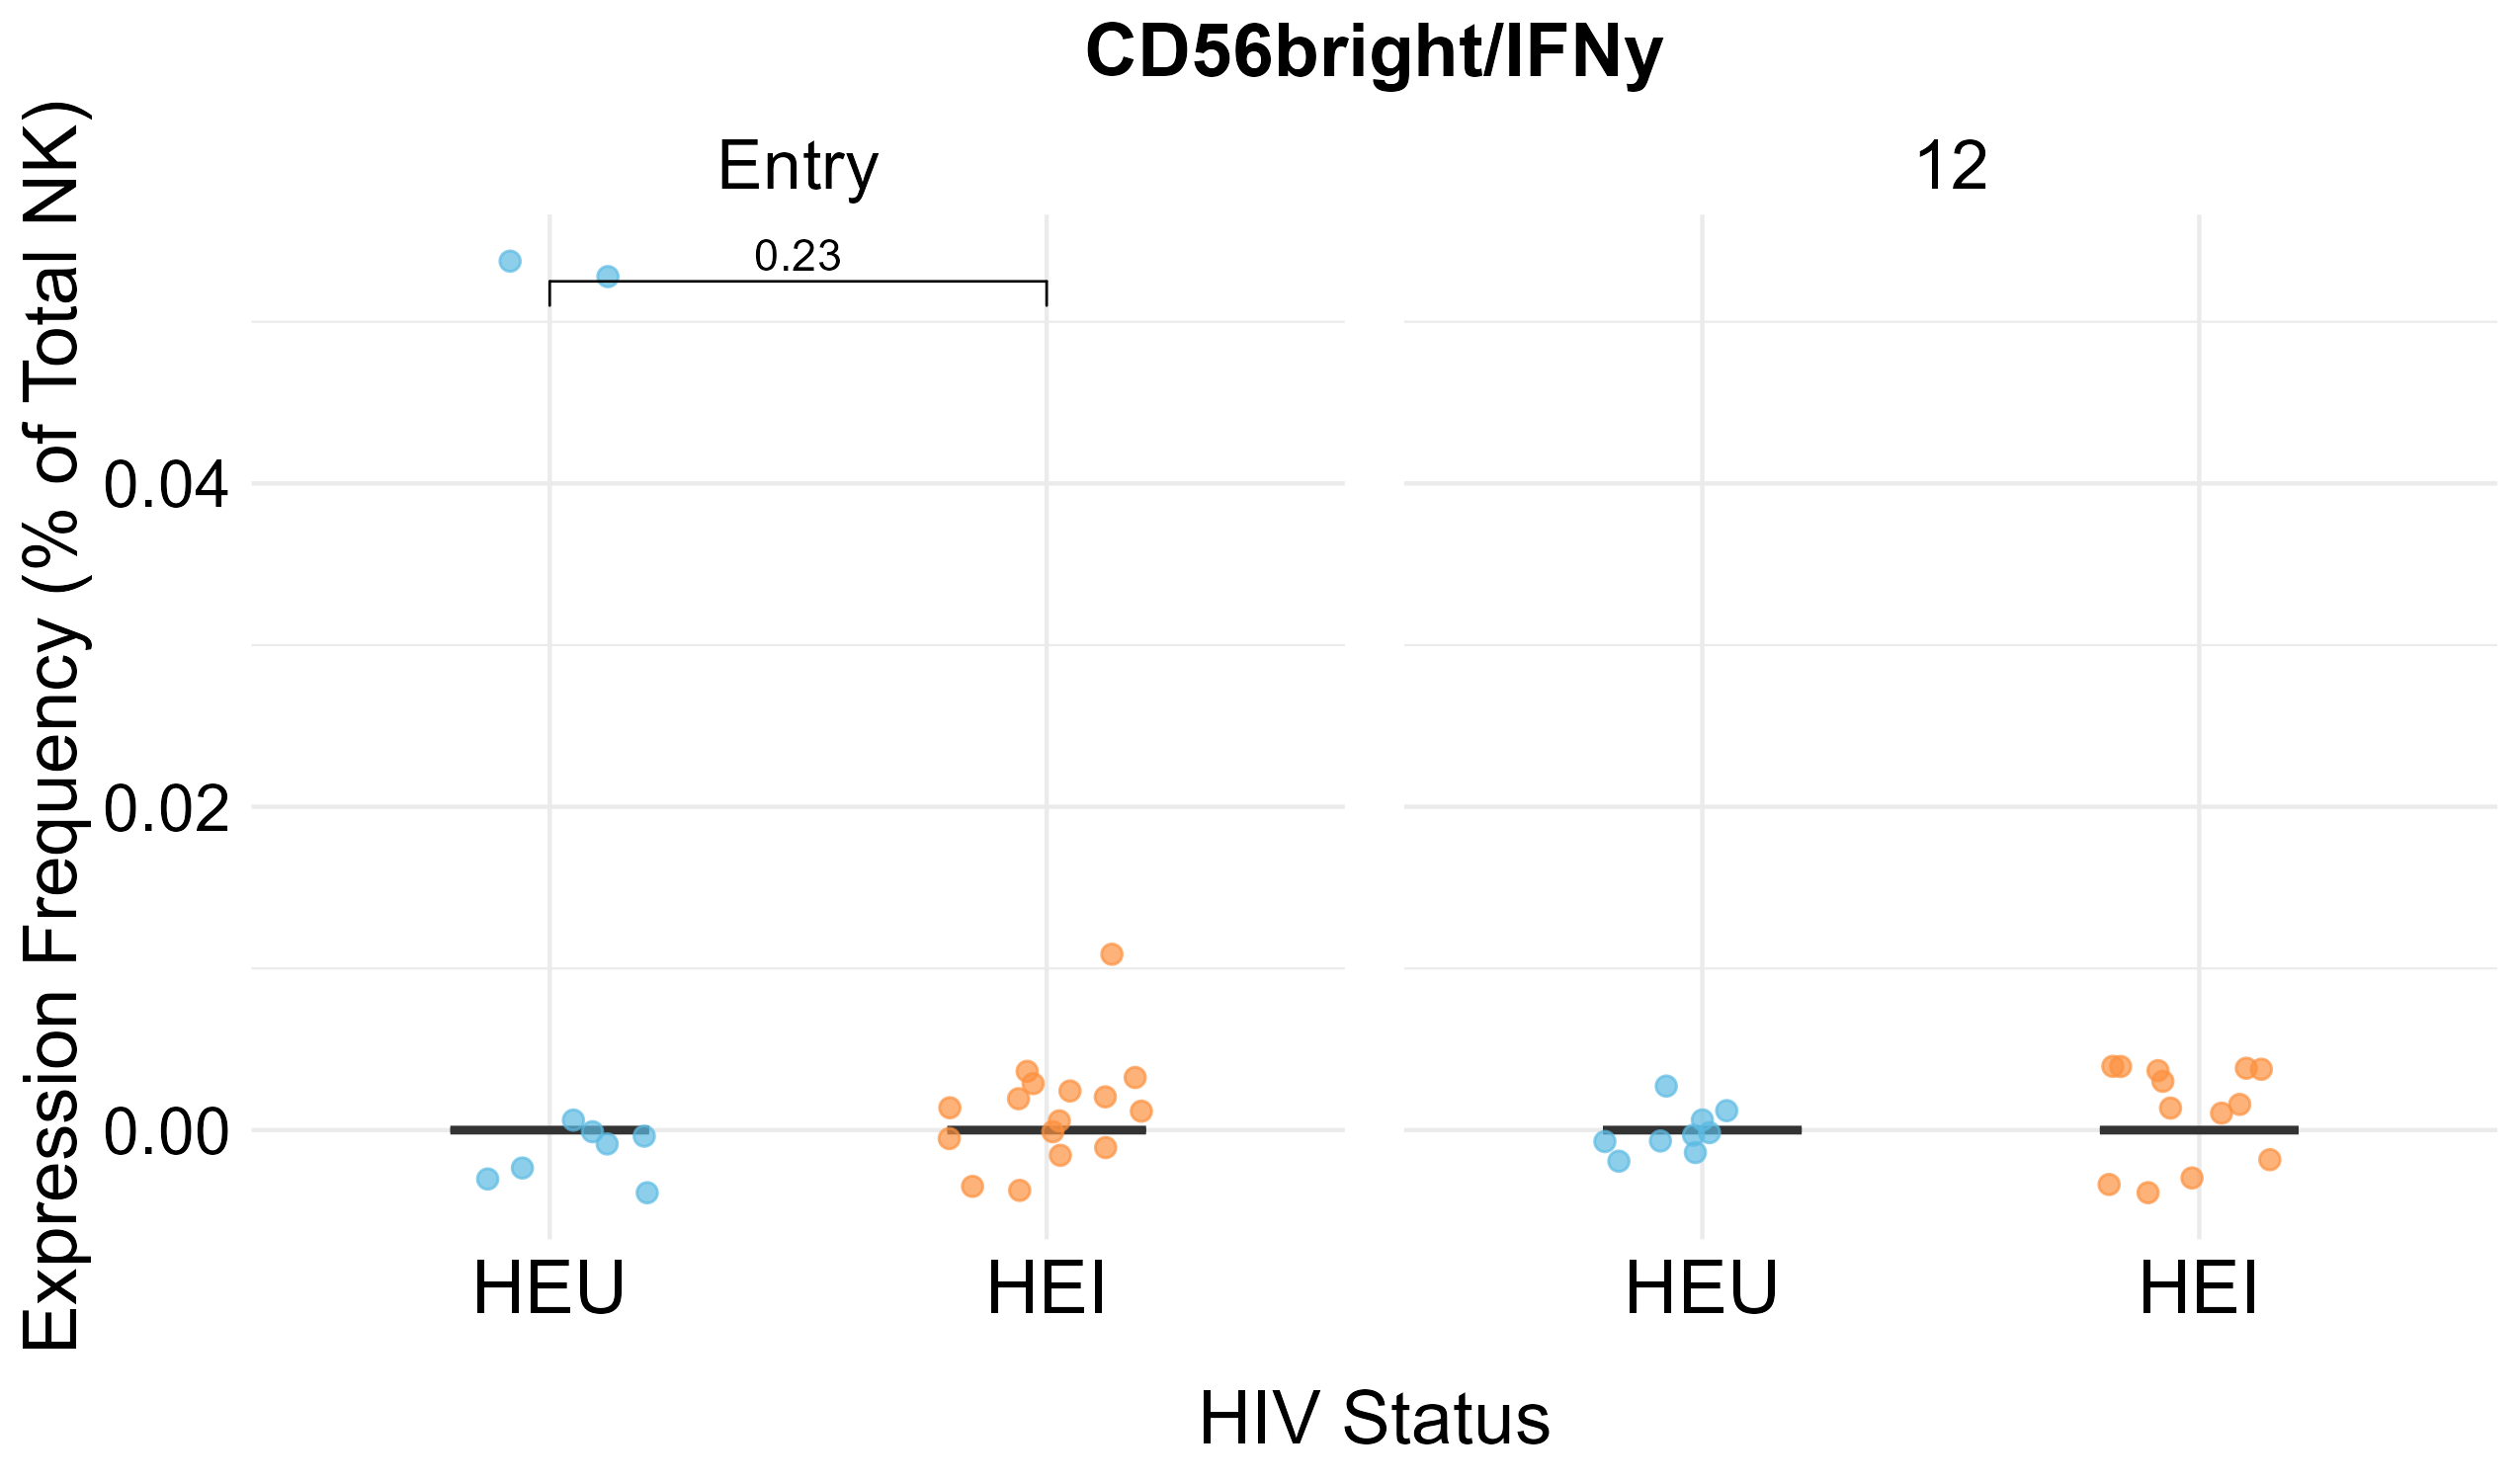 CD56bright/IFNy
Entry
12
0.23
Expression Frequency (% of Total NK)
0.04
0.02
0.00
HEU
HEI
HEU
HEI
HIV Status